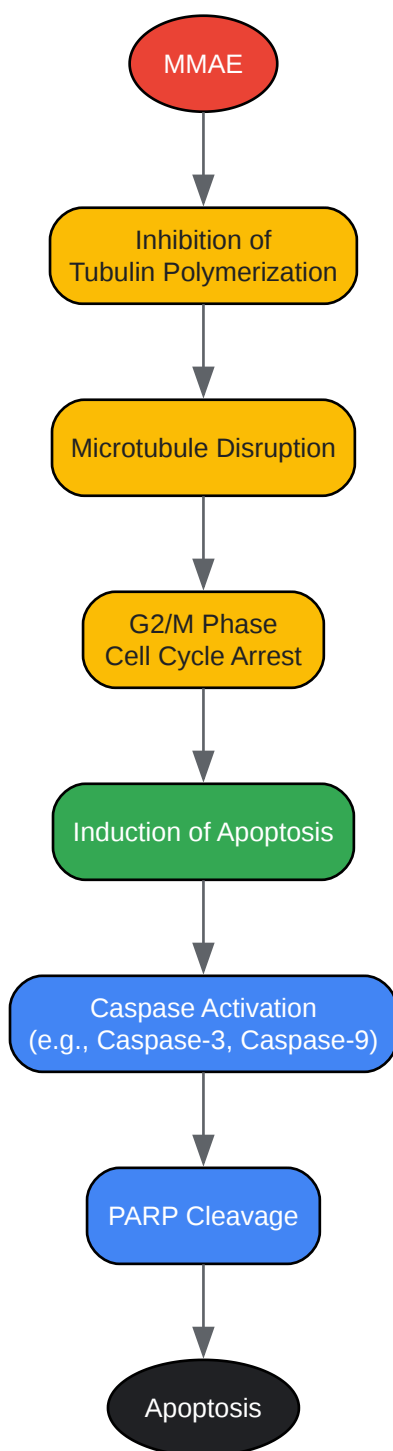 MMAE
Inhibition of
Tubulin Polymerization
Microtubule Disruption
G2/M Phase
Cell Cycle Arrest
Induction of Apoptosis
Caspase Activation
(e.g., Caspase-3, Caspase-9)
PARP Cleavage
Apoptosis